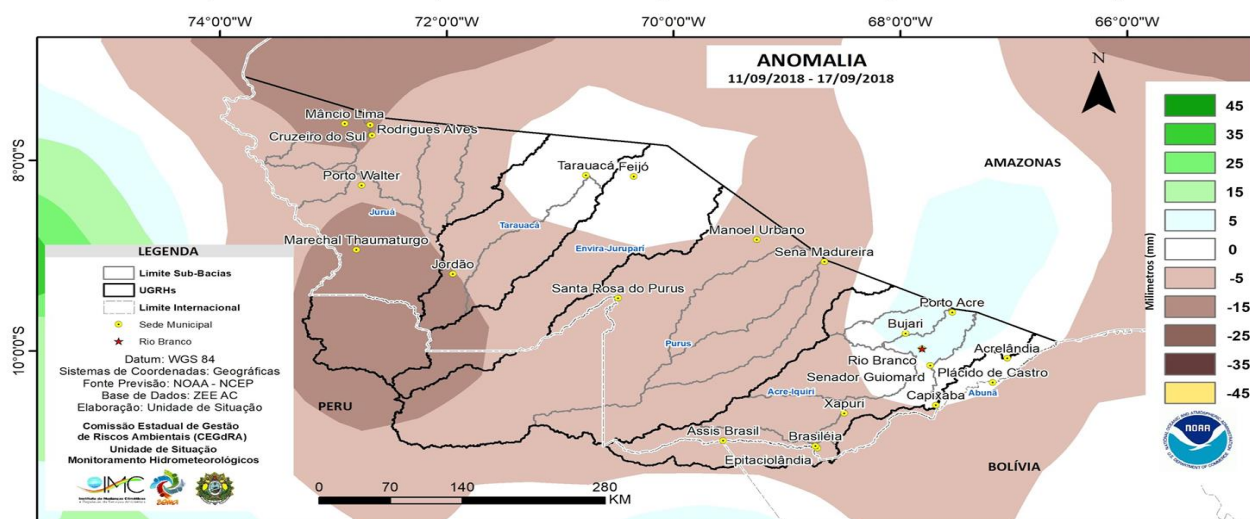 74°0'0"W
72°0'0"W
70°0'0"W
68°0'0"W
66°0'0"W
8°0'0"S
10°0'0"S
ANOMALIA
11/09/2018 - 17/09/2018
N
AMAZONAS
PERU
BOLÍVIA
Mâncio Lima
Rodrigues Alves
Cruzeiro do Sul
Porto Walter
Juruá
Marechal Thaumaturgo
Jordão
Tarauacá
Feijó
Tarauacá
Envira-Jurupari
Manoel Urbano
Sena Madureira
Santa Rosa do Purus
Purus
Porto Acre
Bujari
Rio Branco
Acrelândia
Senador Guiomard
Plácido de Castro
Acre-Iquiri
Capixaba
Abunã
Xapuri
Assis Brasil
Brasiléia
Epitaciolândia
LEGENDA
Limite Sub-Bacias
UGRHs
Limite Internacional
Sede Municipal
Rio Branco
Datum: WGS 84
Sistemas de Coordenadas: Geográficas
Fonte Previsão: NOAA - NCEP
Base de Dados: ZEE AC
Elaboração: Unidade de Situação
Comissão Estadual de Gestão
de Riscos Ambientais (CEGdRA)
Unidade de Situação
Monitoramento Hidrometeorológicos
IMC
0 70 140 280
KM
Milimetros (mm)
45
35
25
15
5
0
-5
-15
-25
-35
-45
NOAA